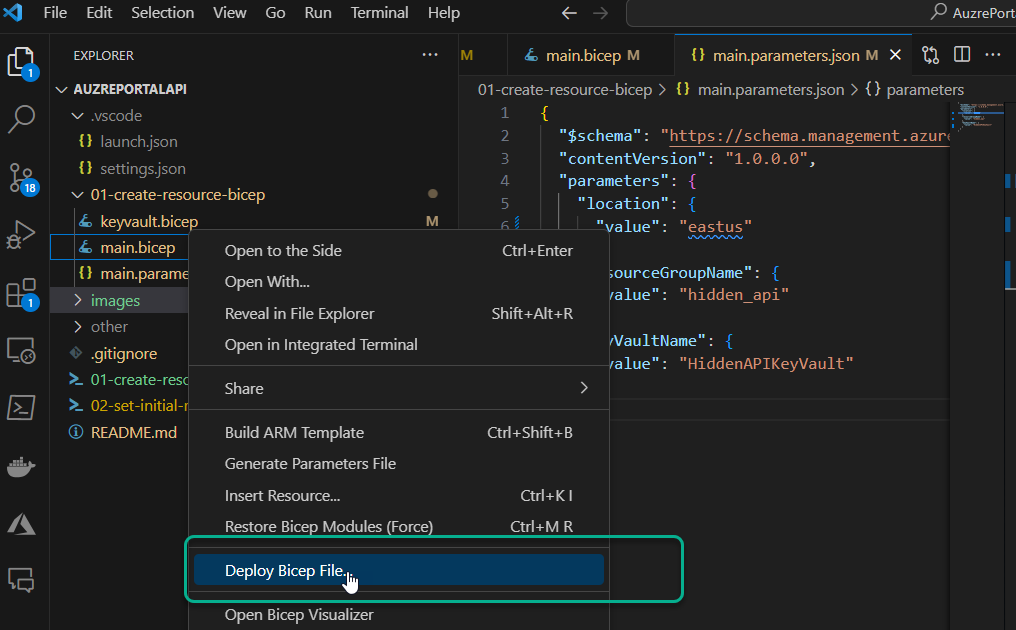 File Edit Selection View Go Run Terminal Help
AuzrePort
EXPLORER
AUZREPORTALAPI
.vscode
{} launch.json
{} settings.json
01-create-resource-bicep
keyvault.bicep M
main.bicep
{} main.parame
images
other
.gitignore
01-create-reso
02-set-initial-r
README.md
1
18
1
M
main.bicep M
{} main.parameters.json M
01-create-resource-bicep > {} main.parameters.json > {} parameters
1 {
2 "$schema": "https://schema.management.azure
3 "contentVersion": "1.0.0.0",
4 "parameters": {
5 "location": {
6 "value": "eastus"
sourceGroupName": {
value": "hidden_api"
yVaultName": {
value": "HiddenAPIKeyVault"
Open to the Side Ctrl+Enter
Open With...
Reveal in File Explorer Shift+Alt+R
Open in Integrated Terminal
Share
Build ARM Template Ctrl+Shift+B
Generate Parameters File
Insert Resource... Ctrl+K I
Restore Bicep Modules (Force) Ctrl+M R
Deploy Bicep File...
Open Bicep Visualizer